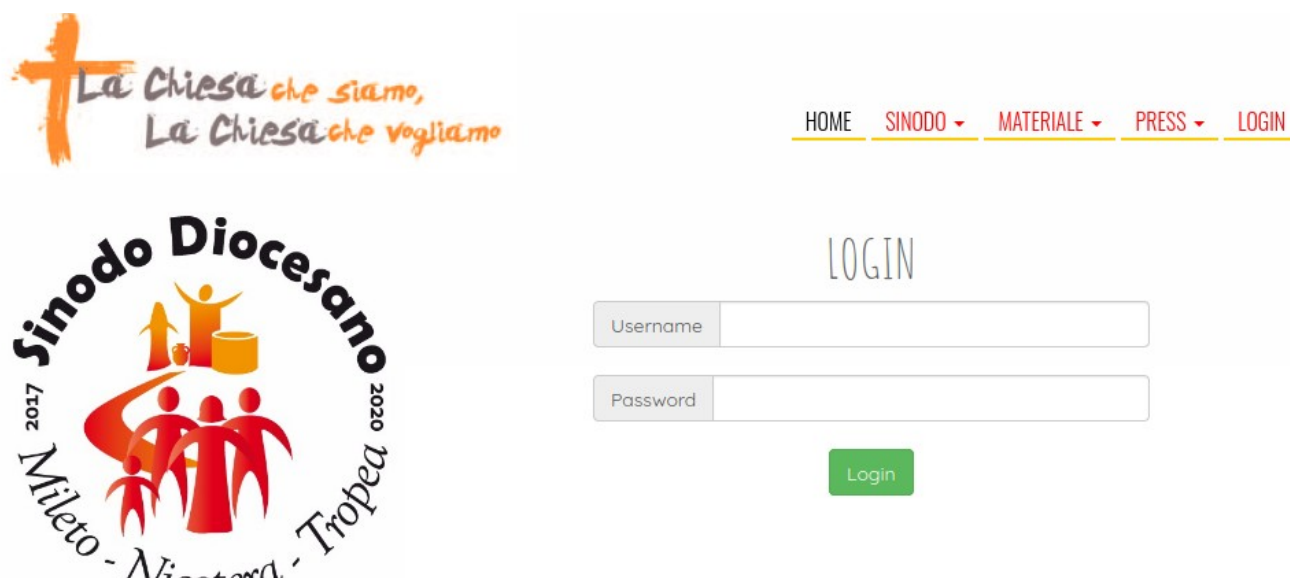 La Chiesa che siamo,
La Chiesa che vogliamo
HOME SINODO MATERIALE PRESS LOGIN
Sinodo Diocesano
2017
2020
Mileto - Nicotera - Tropea
LOGIN
Username
Password
Login